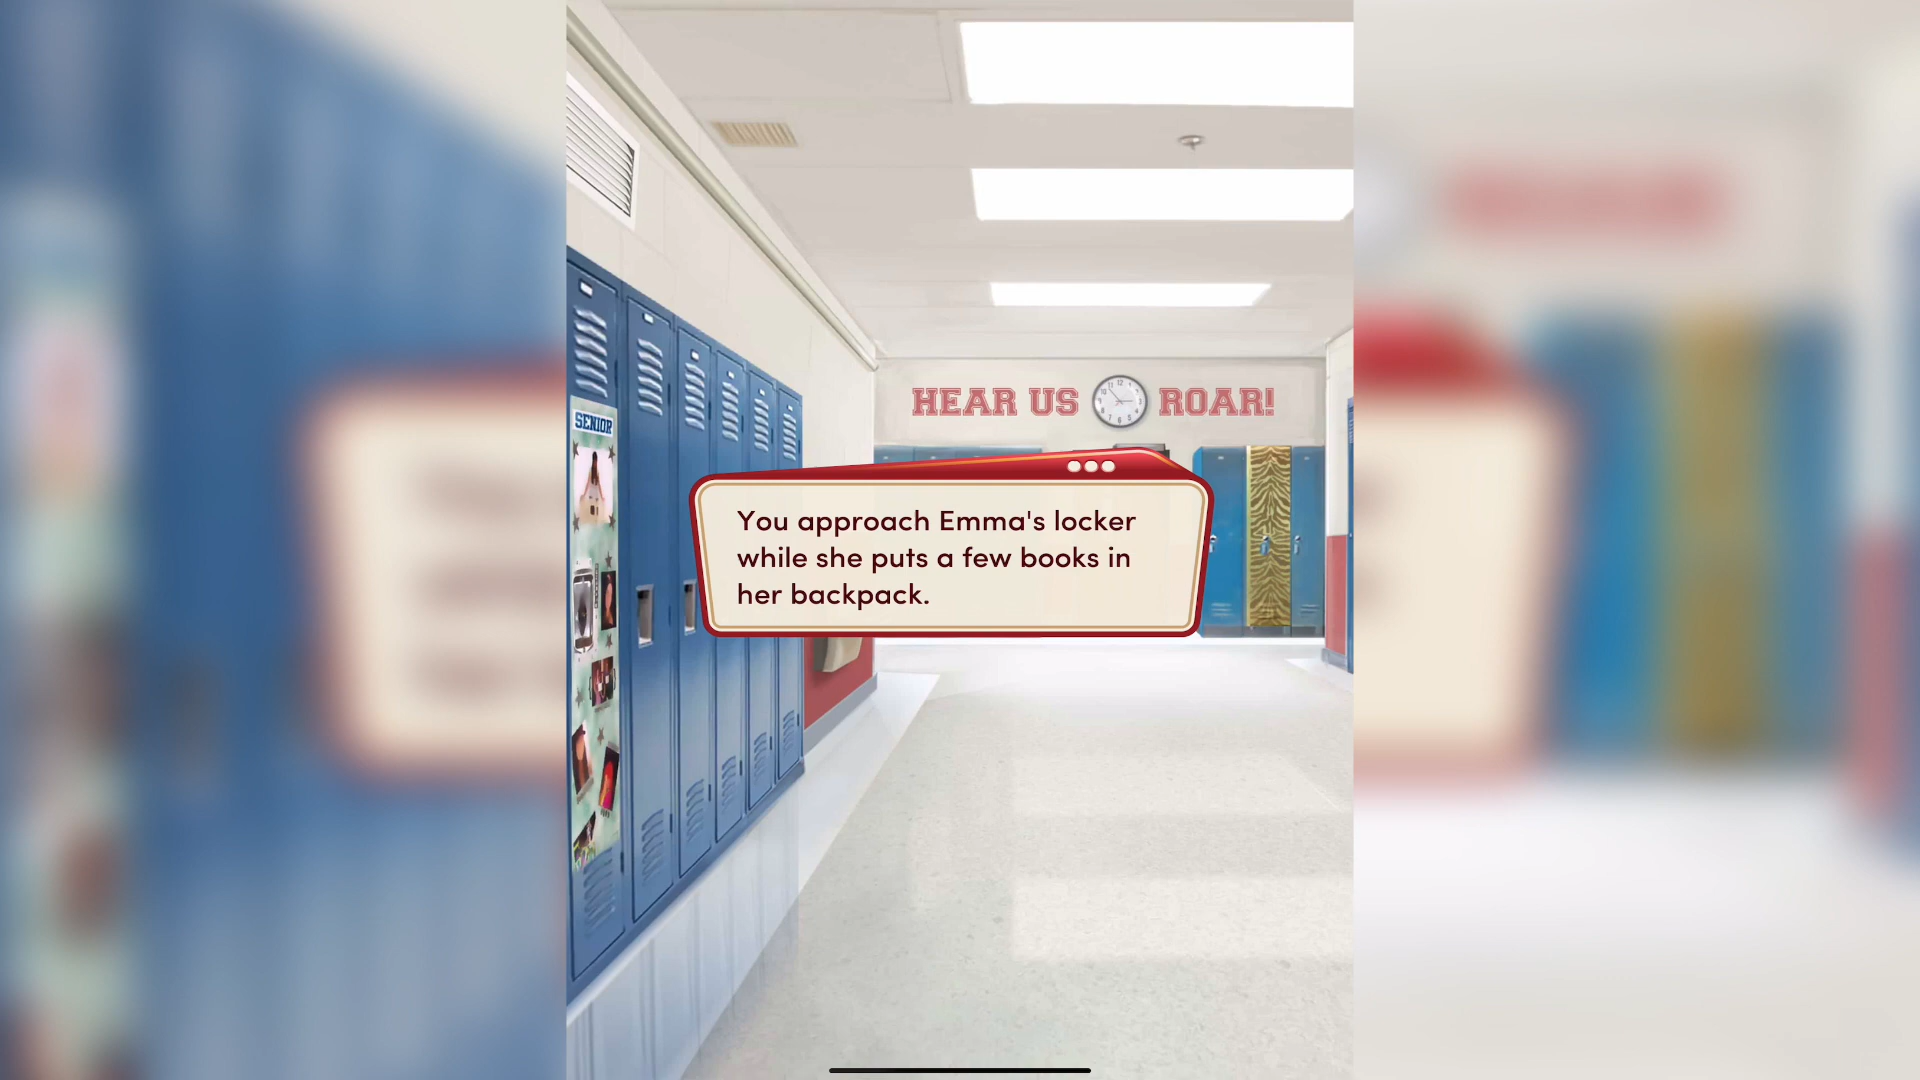 HEAR US ROAR!
SENIOR
You approach Emma's locker
while she puts a few books in
her backpack.